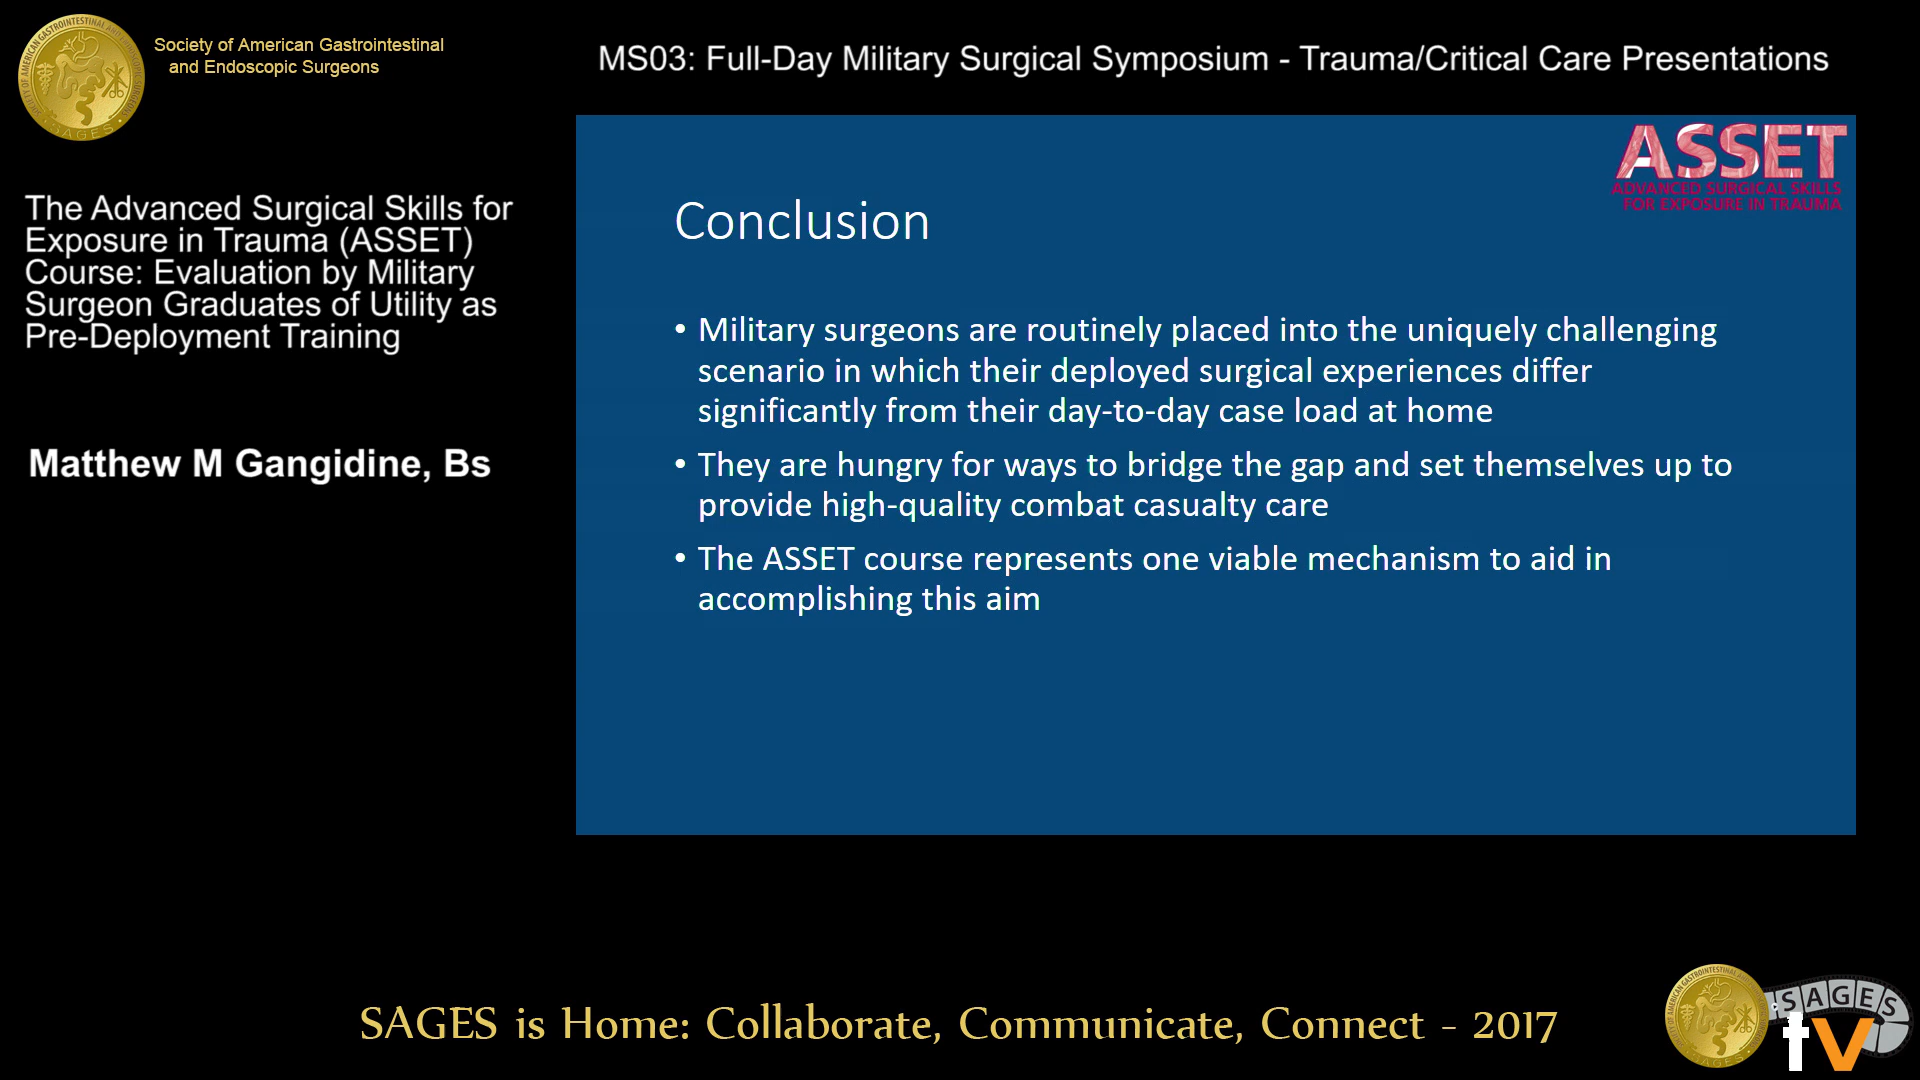 Society of American Gastrointestinal
and Endoscopic Surgeons
SAGES
MS03: Full-Day Military Surgical Symposium - Trauma/Critical Care Presentations
The Advanced Surgical Skills for
Exposure in Trauma (ASSET)
Course: Evaluation by Military
Surgeon Graduates of Utility as
Pre-Deployment Training
Matthew M Gangidine, Bs
ASSET
ADVANCED SURGICAL SKILLS
FOR EXPOSURE IN TRAUMA
Conclusion
• Military surgeons are routinely placed into the uniquely challenging
scenario in which their deployed surgical experiences differ
significantly from their day-to-day case load at home
• They are hungry for ways to bridge the gap and set themselves up to
provide high-quality combat casualty care
• The ASSET course represents one viable mechanism to aid in
accomplishing this aim
SAGES is Home: Collaborate, Communicate, Connect - 2017
SAGES
tv